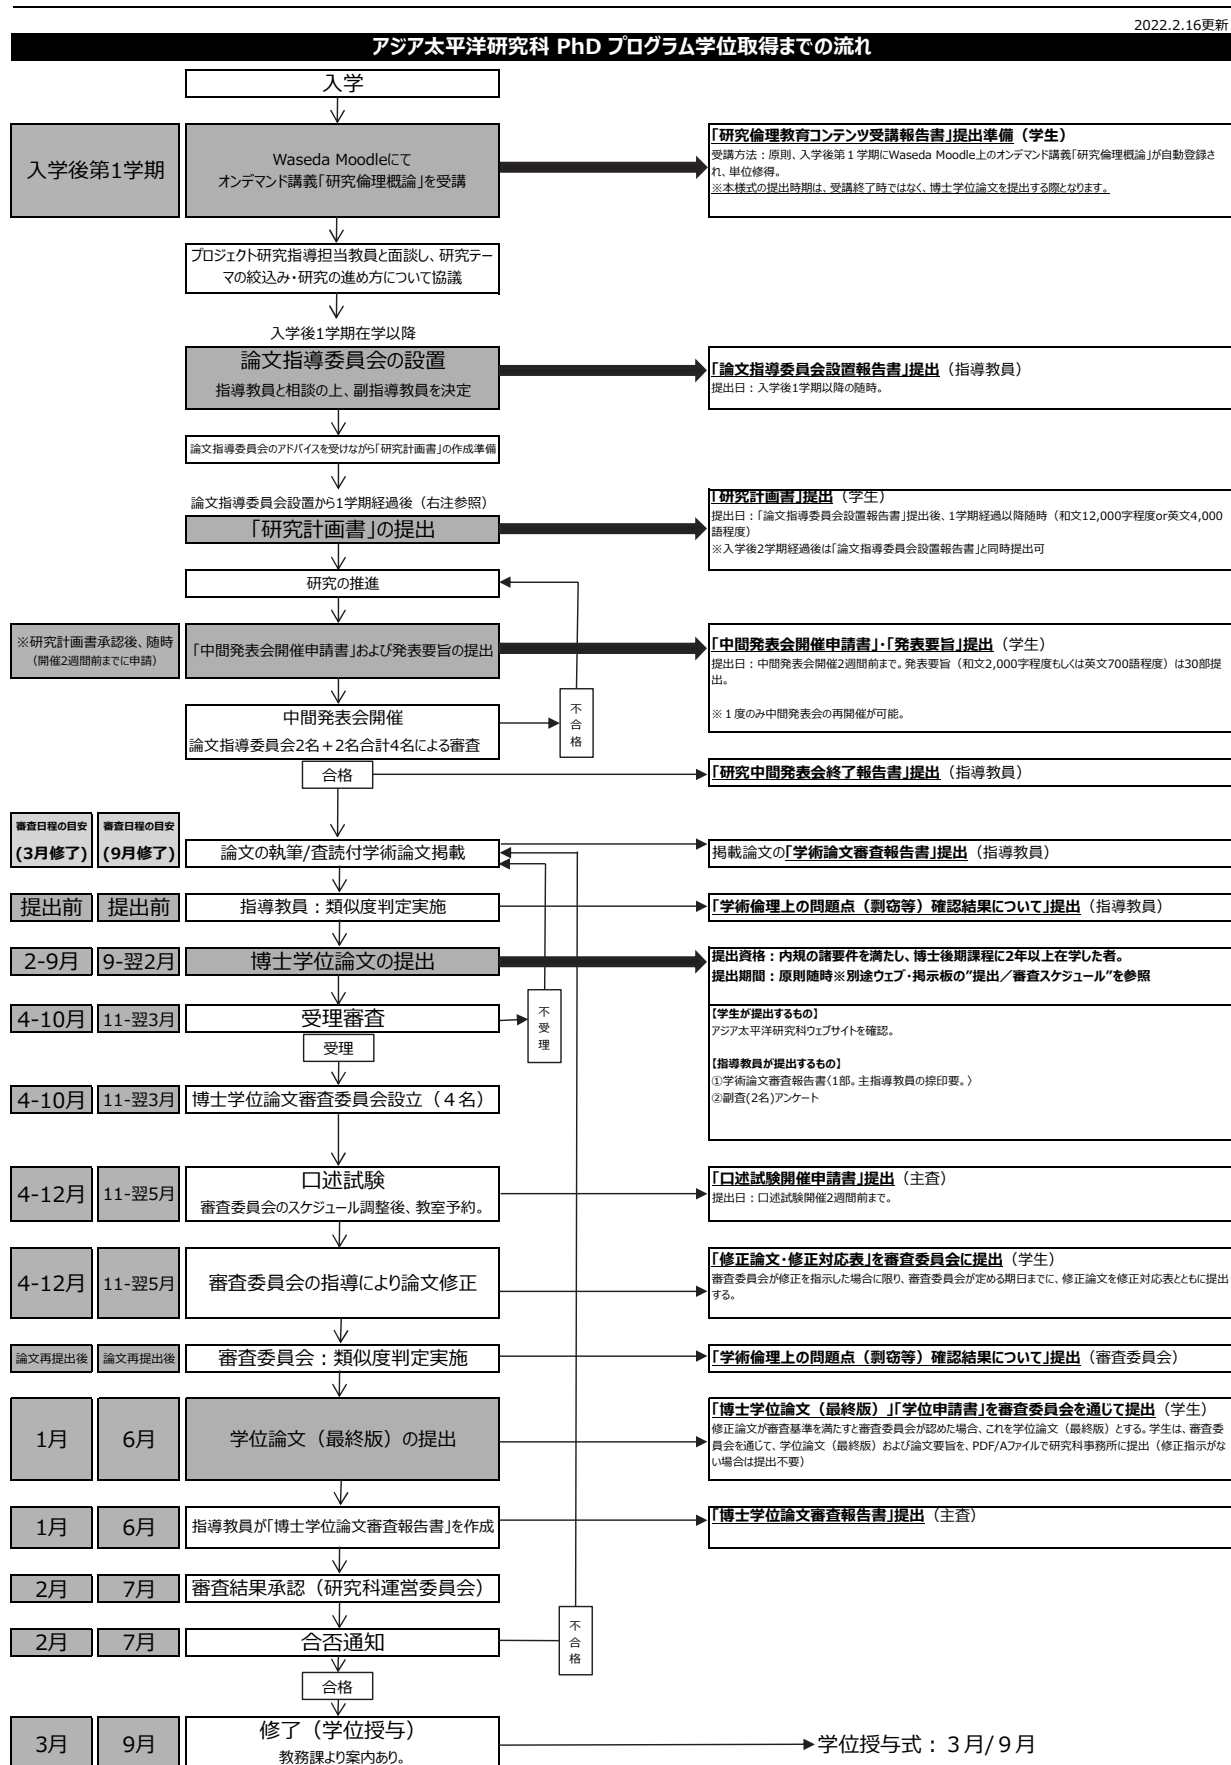 2022.2.16更新
アジア太平洋研究科 PhD プログラム学位取得までの流れ
入学
入学後第1学期
Waseda Moodleにて
オンデマンド講義「研究倫理概論」を受講
「研究倫理教育コンテンツ受講報告書」提出準備（学生）
受講方法：原則、入学後第１学期にWaseda Moodle上のオンデマンド講義「研究倫理概論」が自動登録さ
れ、単位修得。
※本様式の提出時期は、受講終了時ではなく、博士学位論文を提出する際となります。
プロジェクト研究指導担当教員と面談し、研究テー
マの絞込み・研究の進め方について協議
入学後1学期在学以降
論文指導委員会の設置
指導教員と相談の上、副指導教員を決定
「論文指導委員会設置報告書」提出（指導教員）
提出日：入学後1学期以降の随時。
論文指導委員会のアドバイスを受けながら「研究計画書」の作成準備
論文指導委員会設置から1学期経過後（右注参照）
「研究計画書」の提出
「研究計画書」提出（学生）
提出日：「論文指導委員会設置報告書」提出後、1学期経過以降随時（和文12,000字程度or英文4,000
語程度）
※入学後2学期経過後は「論文指導委員会設置報告書」と同時提出可
研究の推進
※研究計画書承認後、随時
（開催2週間前までに申請）
「中間発表会開催申請書」および発表要旨の提出
「中間発表会開催申請書」・「発表要旨」提出（学生）
提出日：中間発表会開催2週間前まで。発表要旨（和文2,000字程度もしくは英文700語程度）は30部提
出。
※１度のみ中間発表会の再開催が可能。
中間発表会開催
論文指導委員会2名＋2名合計4名による審査
不合格
合格
「研究中間発表会終了報告書」提出（指導教員）
審査日程の目安
(3月修了)
審査日程の目安
(9月修了)
論文の執筆/査読付学術論文掲載
掲載論文の「学術論文審査報告書」提出（指導教員）
提出前
提出前
指導教員：類似度判定実施
「学術倫理上の問題点（剽窃等）確認結果について」提出（指導教員）
2-9月
9-翌2月
博士学位論文の提出
提出資格：内規の諸要件を満たし、博士後期課程に2年以上在学した者。
提出期間：原則随時※別途ウェブ・掲示板の”提出／審査スケジュール”を参照
4-10月
11-翌3月
受理審査
不受理
受理
【学生が提出するもの】
アジア太平洋研究科ウェブサイトを確認。
【指導教員が提出するもの】
①学術論文審査報告書〈1部。主指導教員の捺印要。〉
②副査(2名)アンケート
4-10月
11-翌3月
博士学位論文審査委員会設立（４名）
4-12月
11-翌5月
口述試験
審査委員会のスケジュール調整後、教室予約。
「口述試験開催申請書」提出（主査）
提出日：口述試験開催2週間前まで。
4-12月
11-翌5月
審査委員会の指導により論文修正
「修正論文・修正対応表」を審査委員会に提出（学生）
審査委員会が修正を指示した場合に限り、審査委員会が定める期日までに、修正論文を修正対応表とともに提出
する。
論文再提出後
論文再提出後
審査委員会：類似度判定実施
「学術倫理上の問題点（剽窃等）確認結果について」提出（審査委員会）
1月
6月
学位論文（最終版）の提出
「博士学位論文（最終版）」「学位申請書」を審査委員会を通じて提出（学生）
修正論文が審査基準を満たすと審査委員会が認めた場合、これを学位論文（最終版）とする。学生は、審査委
員会を通じて、学位論文（最終版）および論文要旨を、PDF/Aファイルで研究科事務所に提出（修正指示がな
い場合は提出不要）
1月
6月
指導教員が「博士学位論文審査報告書」を作成
「博士学位論文審査報告書」提出（主査）
2月
7月
審査結果承認（研究科運営委員会）
2月
7月
合否通知
不合格
合格
3月
9月
修了（学位授与）
教務課より案内あり。
学位授与式：３月/９月